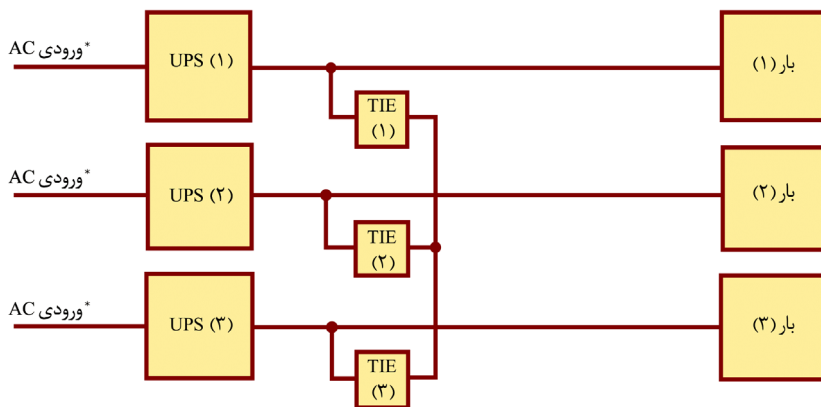 *ورودی AC
UPS (۱)
بار (۱)
TIE
(۱)
*ورودی AC
UPS (۲)
بار (۲)
TIE
(۲)
*ورودی AC
UPS (۳)
بار (۳)
TIE
(۳)